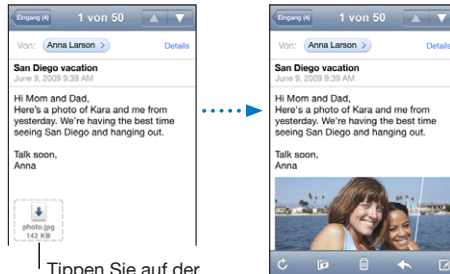 Eingang (4)
1 von 50
Von: Anna Larson
Details
San Diego vacation
June 9, 2009 9:39 AM
Hi Mom and Dad,
Here's a photo of Kara and me from
yesterday. We're having the best time
seeing San Diego and hanging out.
Talk soon,
Anna
photo.jpg
142 KB
Tippen Sie auf der
Eingang (4)
1 von 50
Von: Anna Larson
Details
San Diego vacation
June 9, 2009 9:39 AM
Hi Mom and Dad,
Here's a photo of Kara and me from
yesterday. We're having the best time
seeing San Diego and hanging out.
Talk soon,
Anna